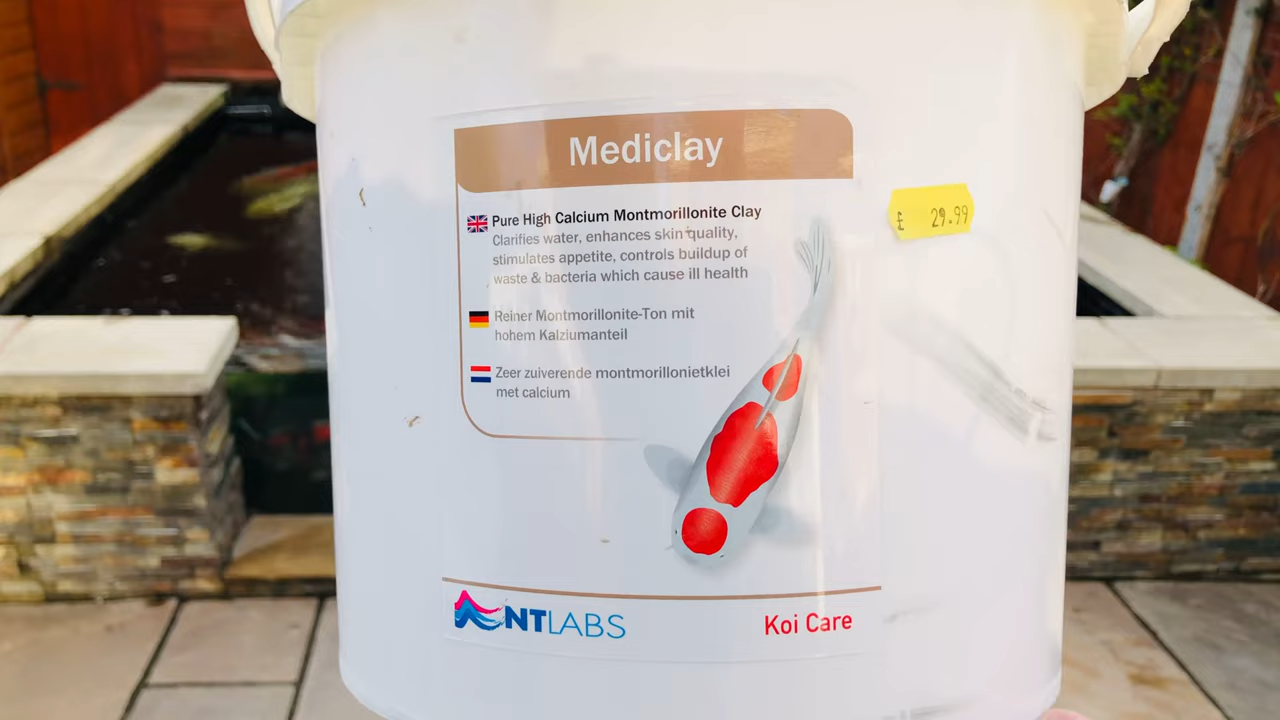 Mediclay
Pure High Calcium Montmorillonite Clay
Clarifies water, enhances skin quality,
stimulates appetite, controls buildup of
waste & bacteria which cause ill health
£ 29.99
Reiner Montmorillonite-Ton mit
hohem Kalziumanteil
Zeer zuiverende montmorillonietklei
met calcium
NTLABS
Koi Care